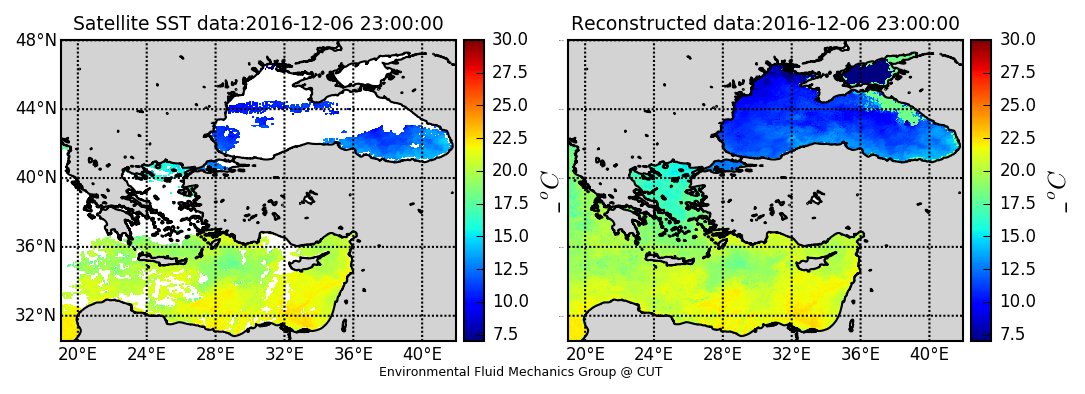 Satellite SST data:2016-12-06 23:00:00
48°N
44°N
40°N
36°N
32°N
20°E 24°E 28°E 32°E 36°E 40°E
30.0
27.5
25.0
22.5
20.0
17.5
15.0
12.5
10.0
7.5
_°C
Reconstructed data:2016-12-06 23:00:00
20°E 24°E 28°E 32°E 36°E 40°E
30.0
27.5
25.0
22.5
20.0
17.5
15.0
12.5
10.0
7.5
_°C
Environmental Fluid Mechanics Group @ CUT